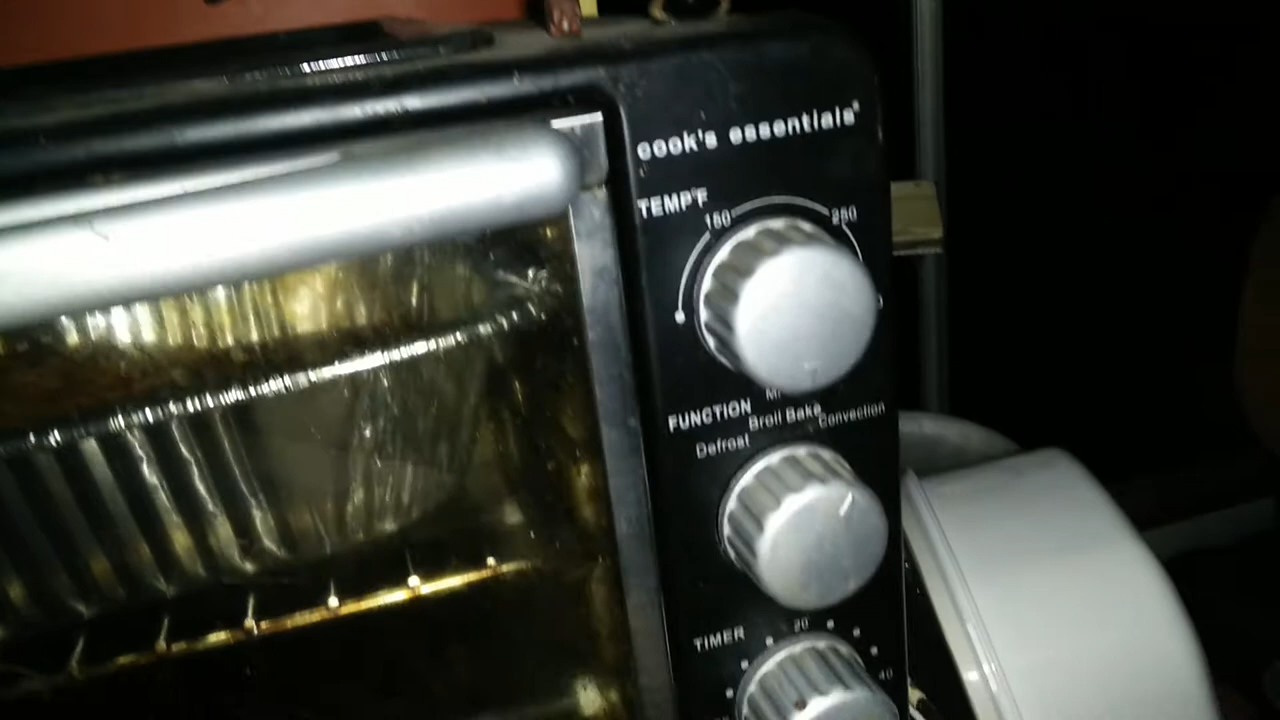 cook's essentials®
TEMP°F
150 250
FUNCTION
Defrost Broil Bake Convection
TIMER
20
40